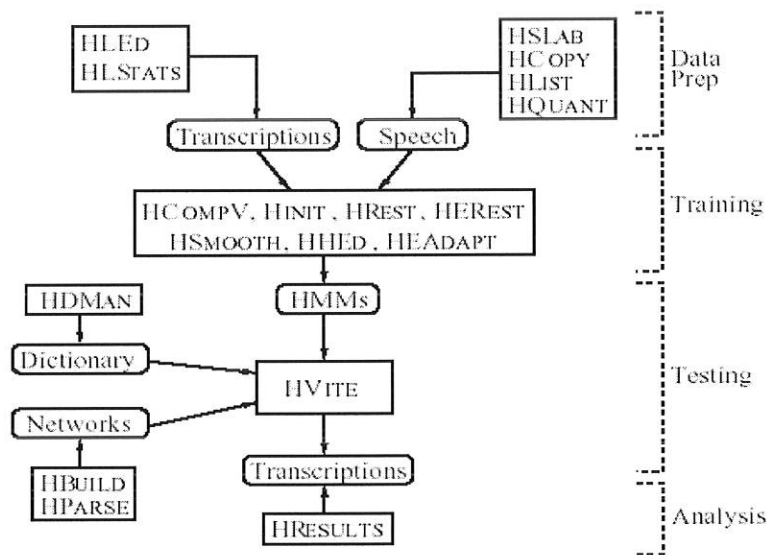 HLED
HLSTATS
HSLAB
HCOPY
HLIST
HQUANT
Data
Prep
Transcriptions
Speech
HCOMPV, HINIT, HREST, HEREST
HSMOOTH, HHED, HEADAPT
Training
HMMs
HDMAN
Dictionary
HVITE
Testing
Networks
HBUILD
HPARSE
Transcriptions
HRESULTS
Analysis